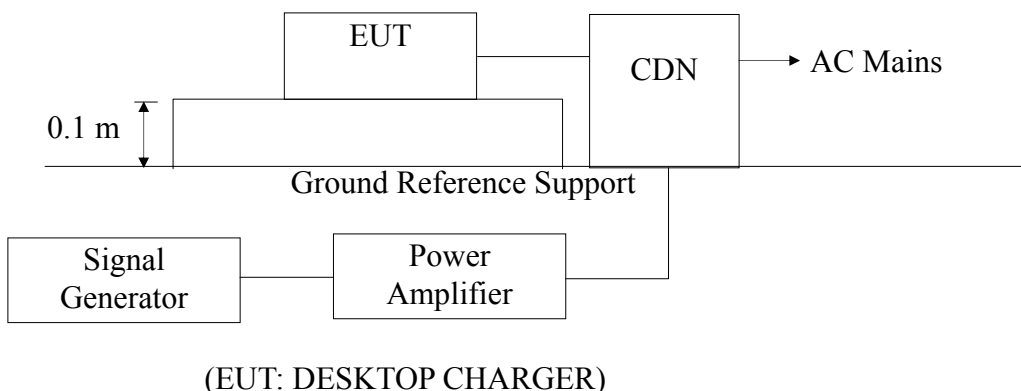 EUT
CDN
AC Mains
0.1 m
Ground Reference Support
Signal
Generator
Power
Amplifier
(EUT: DESKTOP CHARGER)